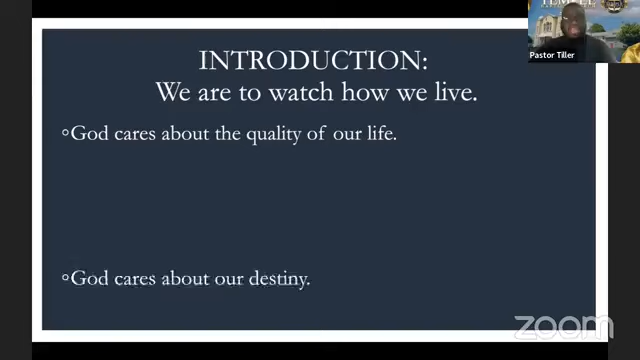 INTRODUCTION:
We are to watch how we live.
◦God cares about the quality of our life.
◦God cares about our destiny.
TEMPLE
Pastor Tiller
zoom